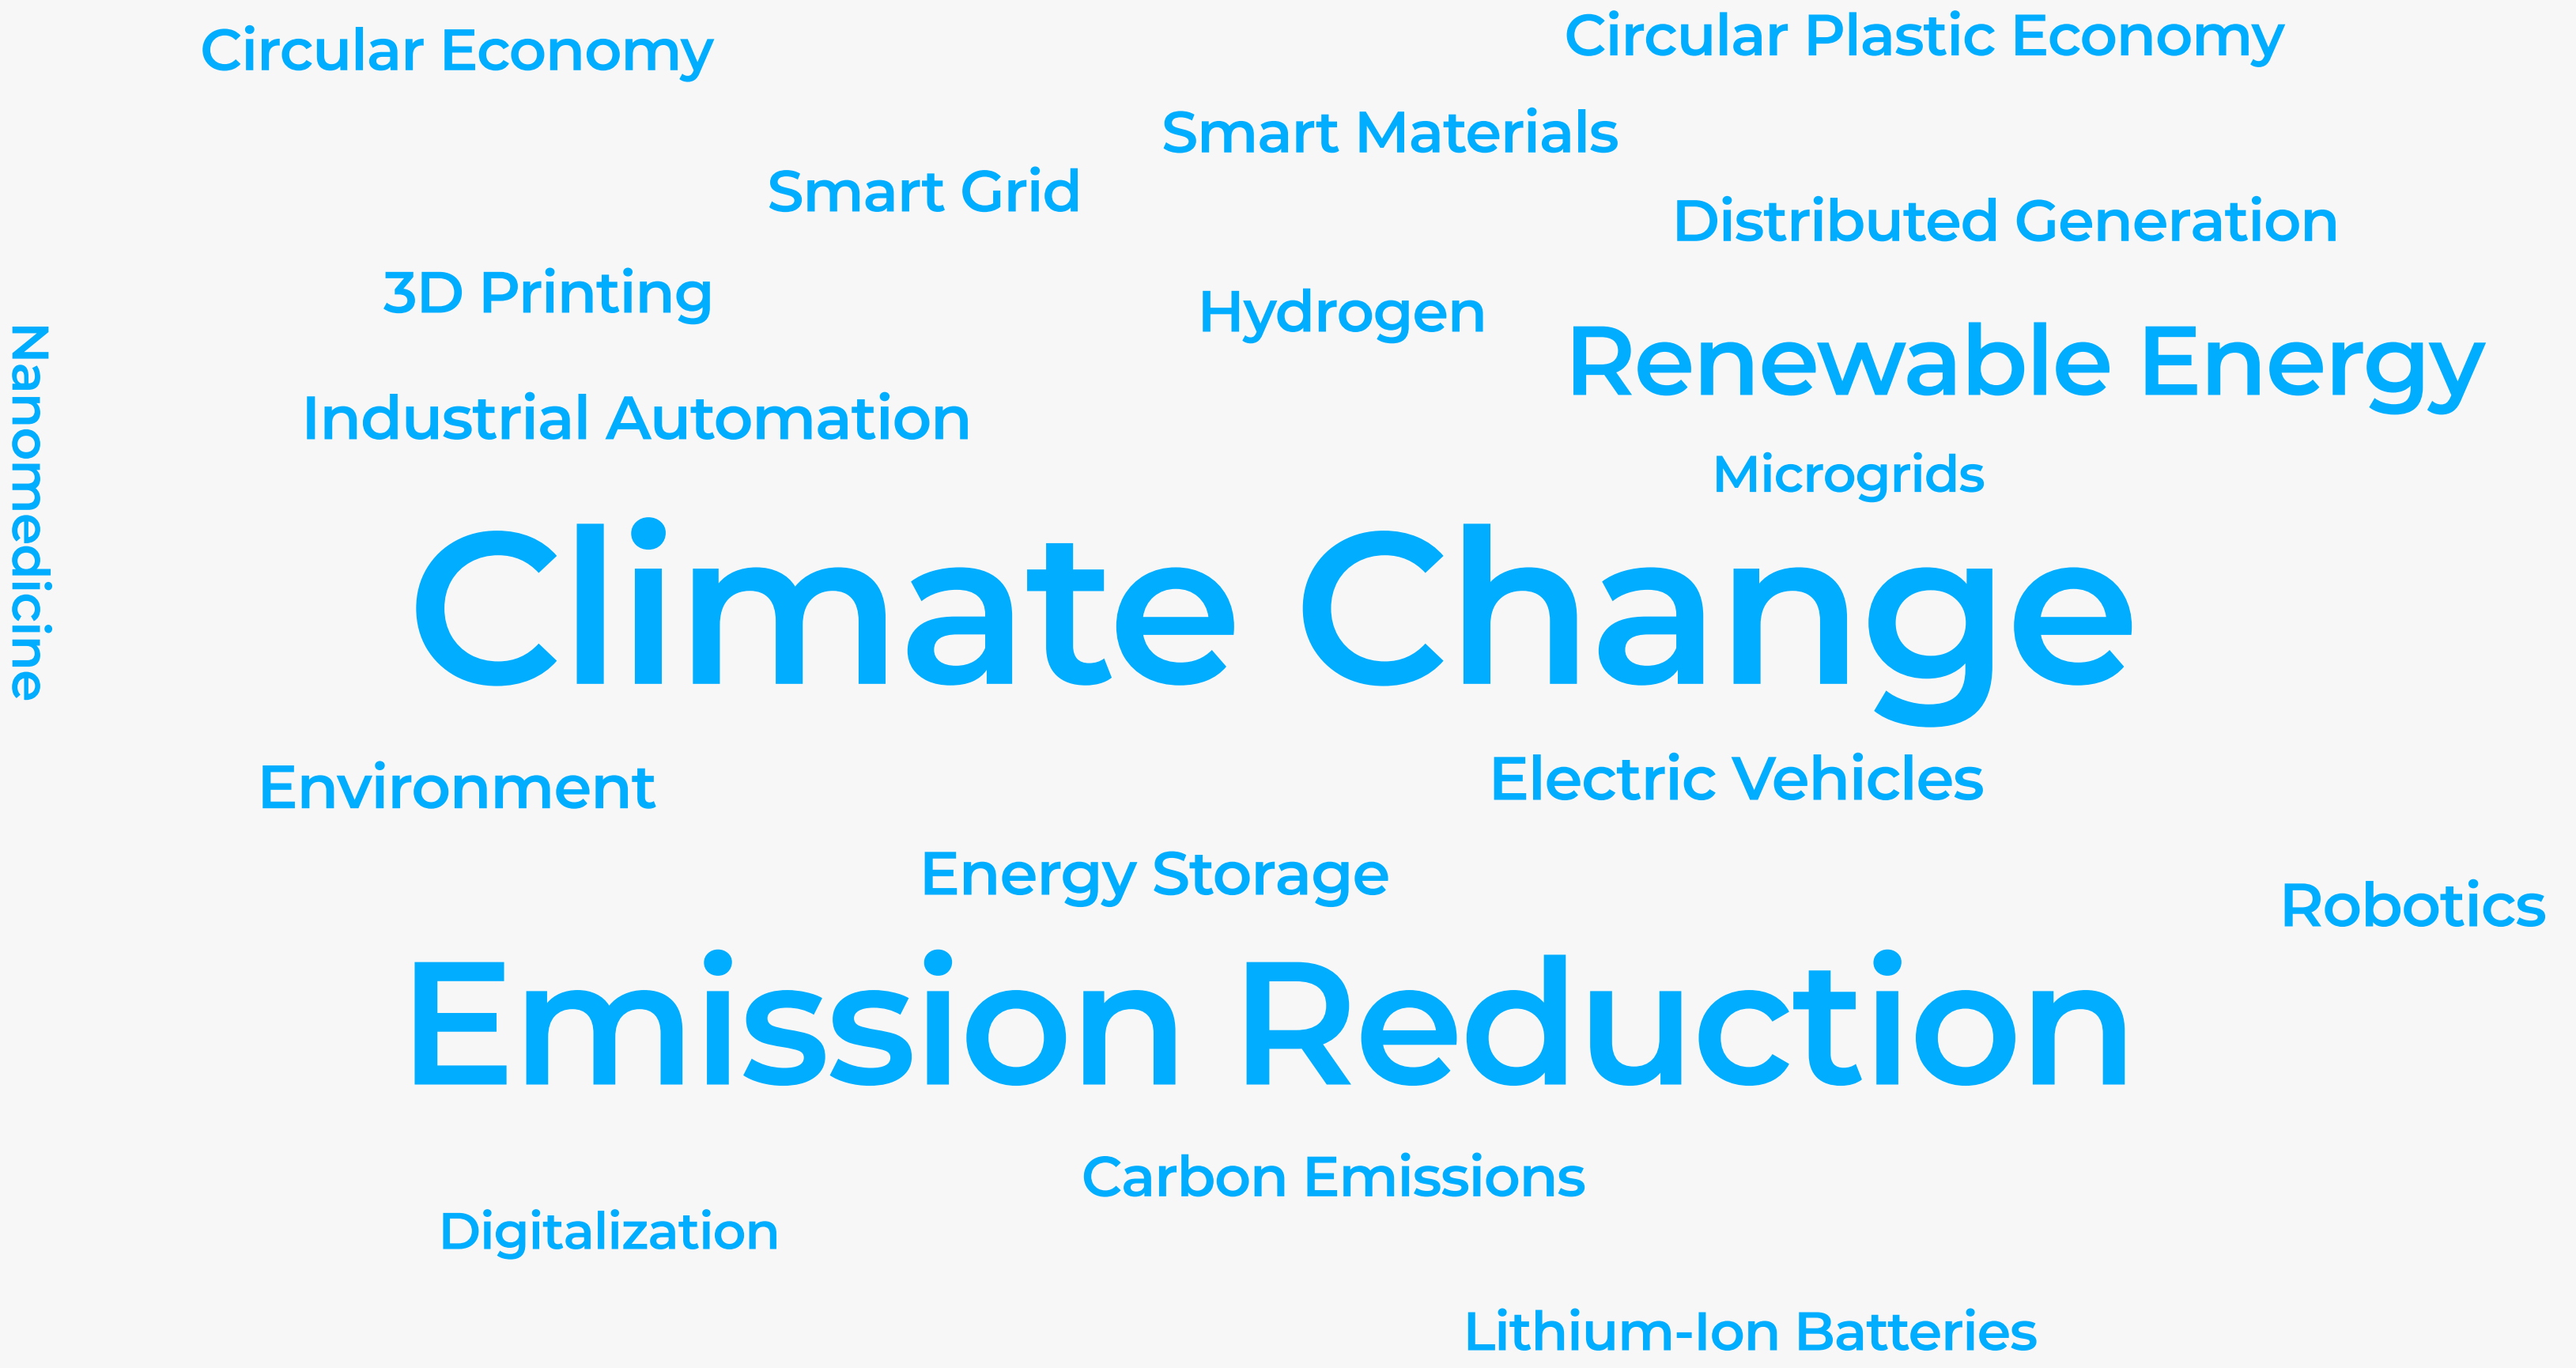 Circular Economy
Circular Plastic Economy
Smart Materials
Smart Grid
Distributed Generation
3D Printing
Hydrogen
Renewable Energy
Nanomedicine
Industrial Automation
Microgrids
Climate Change
Environment
Electric Vehicles
Energy Storage
Robotics
Emission Reduction
Carbon Emissions
Digitalization
Lithium-Ion Batteries